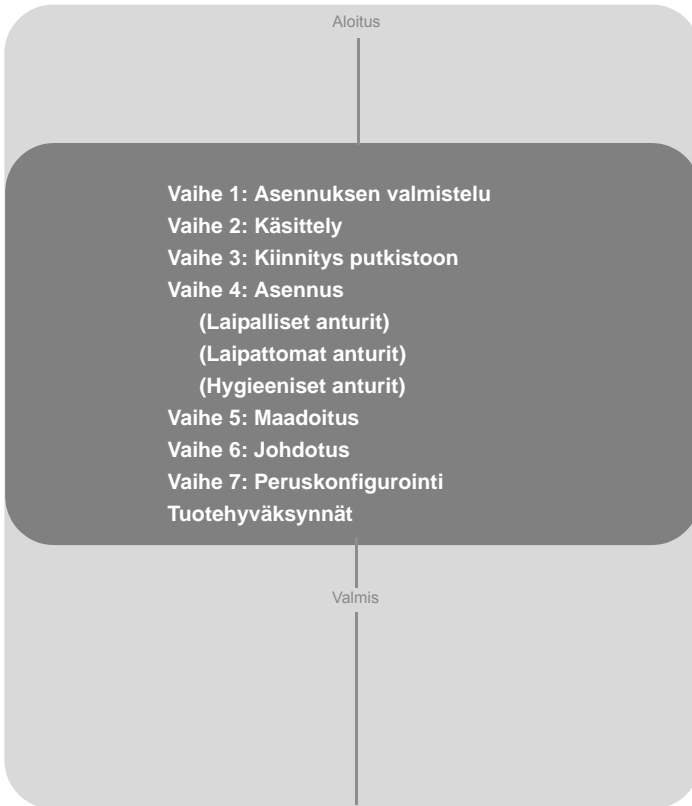 Aloitus
Vaihe 1: Asennuksen valmistelu
Vaihe 2: Käsittely
Vaihe 3: Kiinnitys putkistoon
Vaihe 4: Asennus
(Laipalliset anturit)
(Laipattomat anturit)
(Hygieeniset anturit)
Vaihe 5: Maadoitus
Vaihe 6: Johdotus
Vaihe 7: Peruskonfigurointi
Tuotehyväksynnät
Valmis